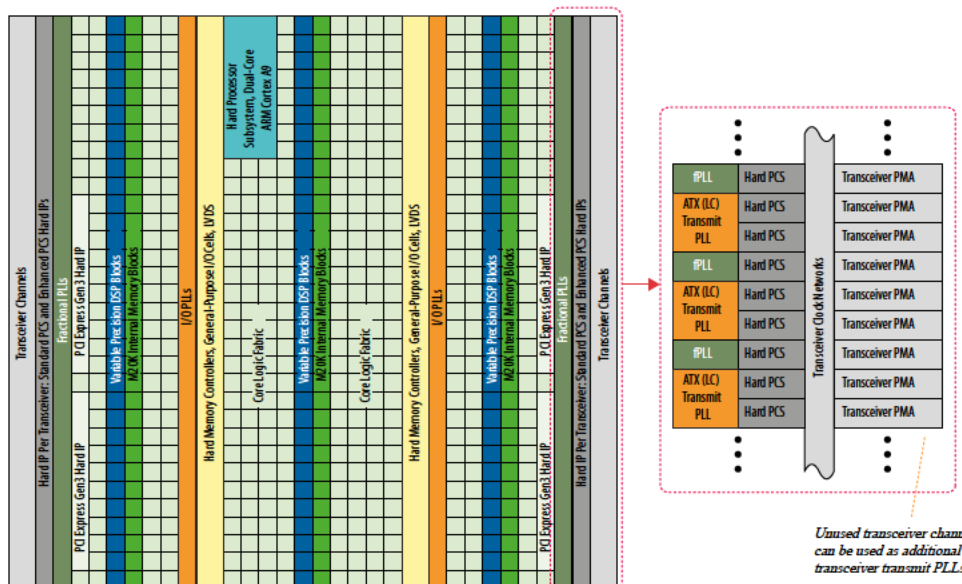 Transceiver Channels
Hard IP Per Transceiver: Standard PCS and Enhanced PCS Hard IPs
Fractional PLLs
PCI Express Gen3 Hard IP
PCI Express Gen3 Hard IP
Variable Precision DSP Blocks
M20K Internal Memory Blocks
I/O PLLs
Hard Memory Controllers, General-Purpose I/O Cells, LVDS
Hard Processor
Subsystem, Dual-Core
ARM Cortex A9
Core Logic Fabric
Variable Precision DSP Blocks
M20K Internal Memory Blocks
Core Logic Fabric
Hard Memory Controllers, General-Purpose I/O Cells, LVDS
I/O PLLs
Variable Precision DSP Blocks
M20K Internal Memory Blocks
PCI Express Gen3 Hard IP
PCI Express Gen3 Hard IP
Fractional PLLs
Hard IP Per Transceiver: Standard PCS and Enhanced PCS Hard IPs
Transceiver Channels
fPLL
ATX (LC)
Transmit
PLL
fPLL
ATX (LC)
Transmit
PLL
fPLL
ATX (LC)
Transmit
PLL
Hard PCS
Hard PCS
Hard PCS
Hard PCS
Hard PCS
Hard PCS
Hard PCS
Hard PCS
Hard PCS
Transceiver Clock Networks
Transceiver PMA
Transceiver PMA
Transceiver PMA
Transceiver PMA
Transceiver PMA
Transceiver PMA
Transceiver PMA
Transceiver PMA
Transceiver PMA
Unused transceiver
can be used as additional
transceiver transmit PLLs